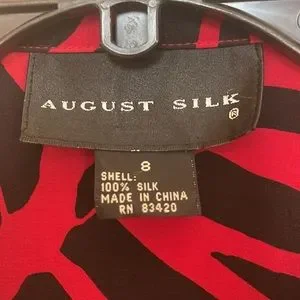 AUGUST SILK
®
8
SHELL:
100% SILK
MADE IN CHINA
RN 83420